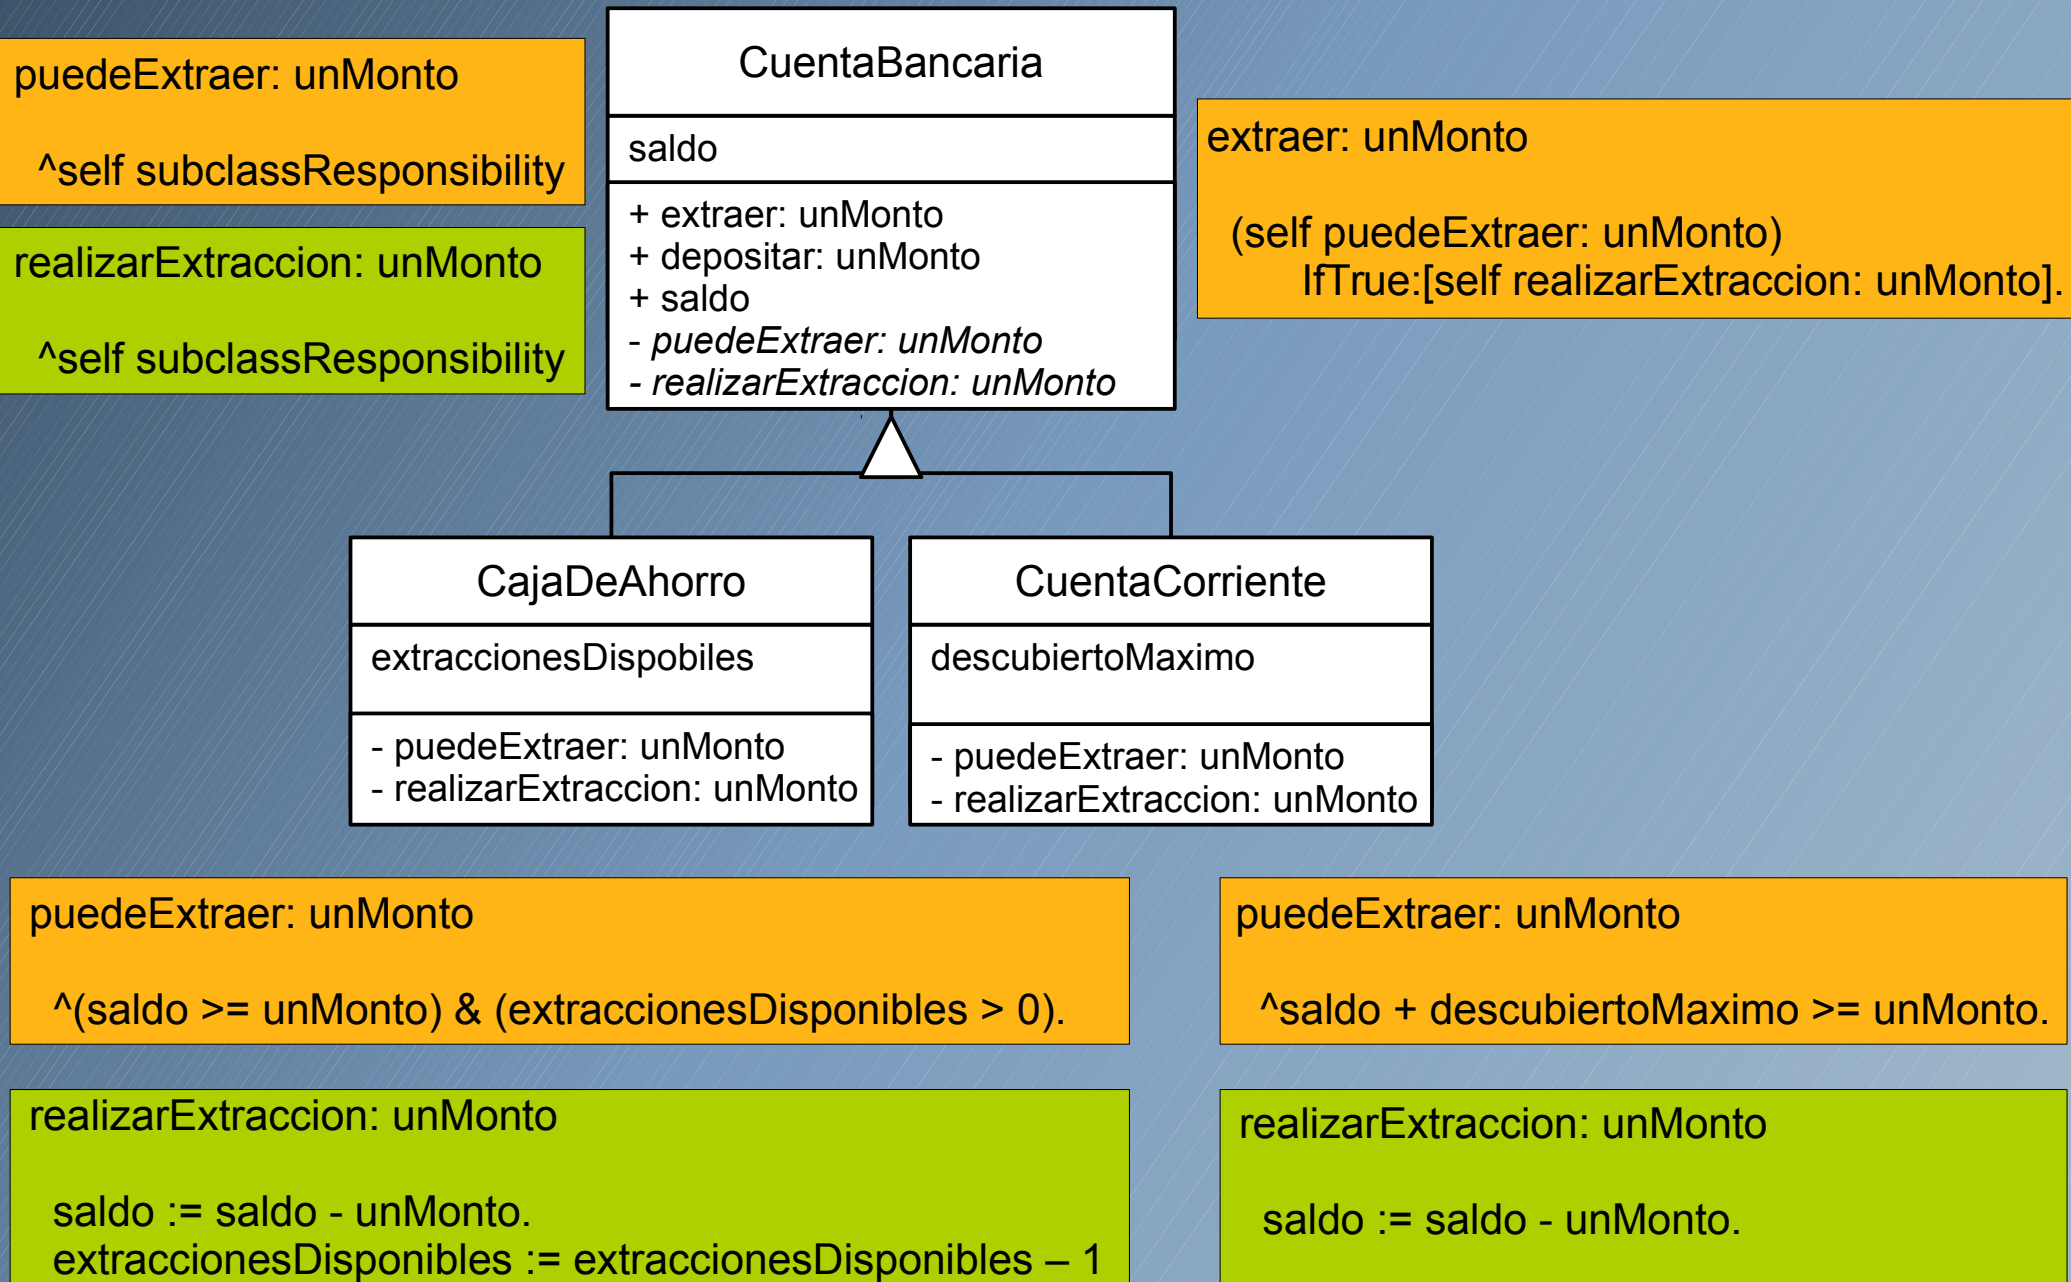 puedeExtraer: unMonto
^self subclassResponsibility
realizarExtraccion: unMonto
^self subclassResponsibility
CuentaBancaria
saldo
+ extraer: unMonto
+ depositar: unMonto
+ saldo
- puedeExtraer: unMonto
- realizarExtraccion: unMonto
extraer: unMonto
(self puedeExtraer: unMonto)
IfTrue:[self realizarExtraccion: unMonto].
CajaDeAhorro
extraccionesDispobiles
- puedeExtraer: unMonto
- realizarExtraccion: unMonto
CuentaCorriente
descubiertoMaximo
- puedeExtraer: unMonto
- realizarExtraccion: unMonto
puedeExtraer: unMonto
^(saldo >= unMonto) & (extraccionesDisponibles > 0).
realizarExtraccion: unMonto
saldo := saldo - unMonto.
extraccionesDisponibles := extraccionesDisponibles – 1
puedeExtraer: unMonto
^saldo + descubiertoMaximo >= unMonto.
realizarExtraccion: unMonto
saldo := saldo - unMonto.